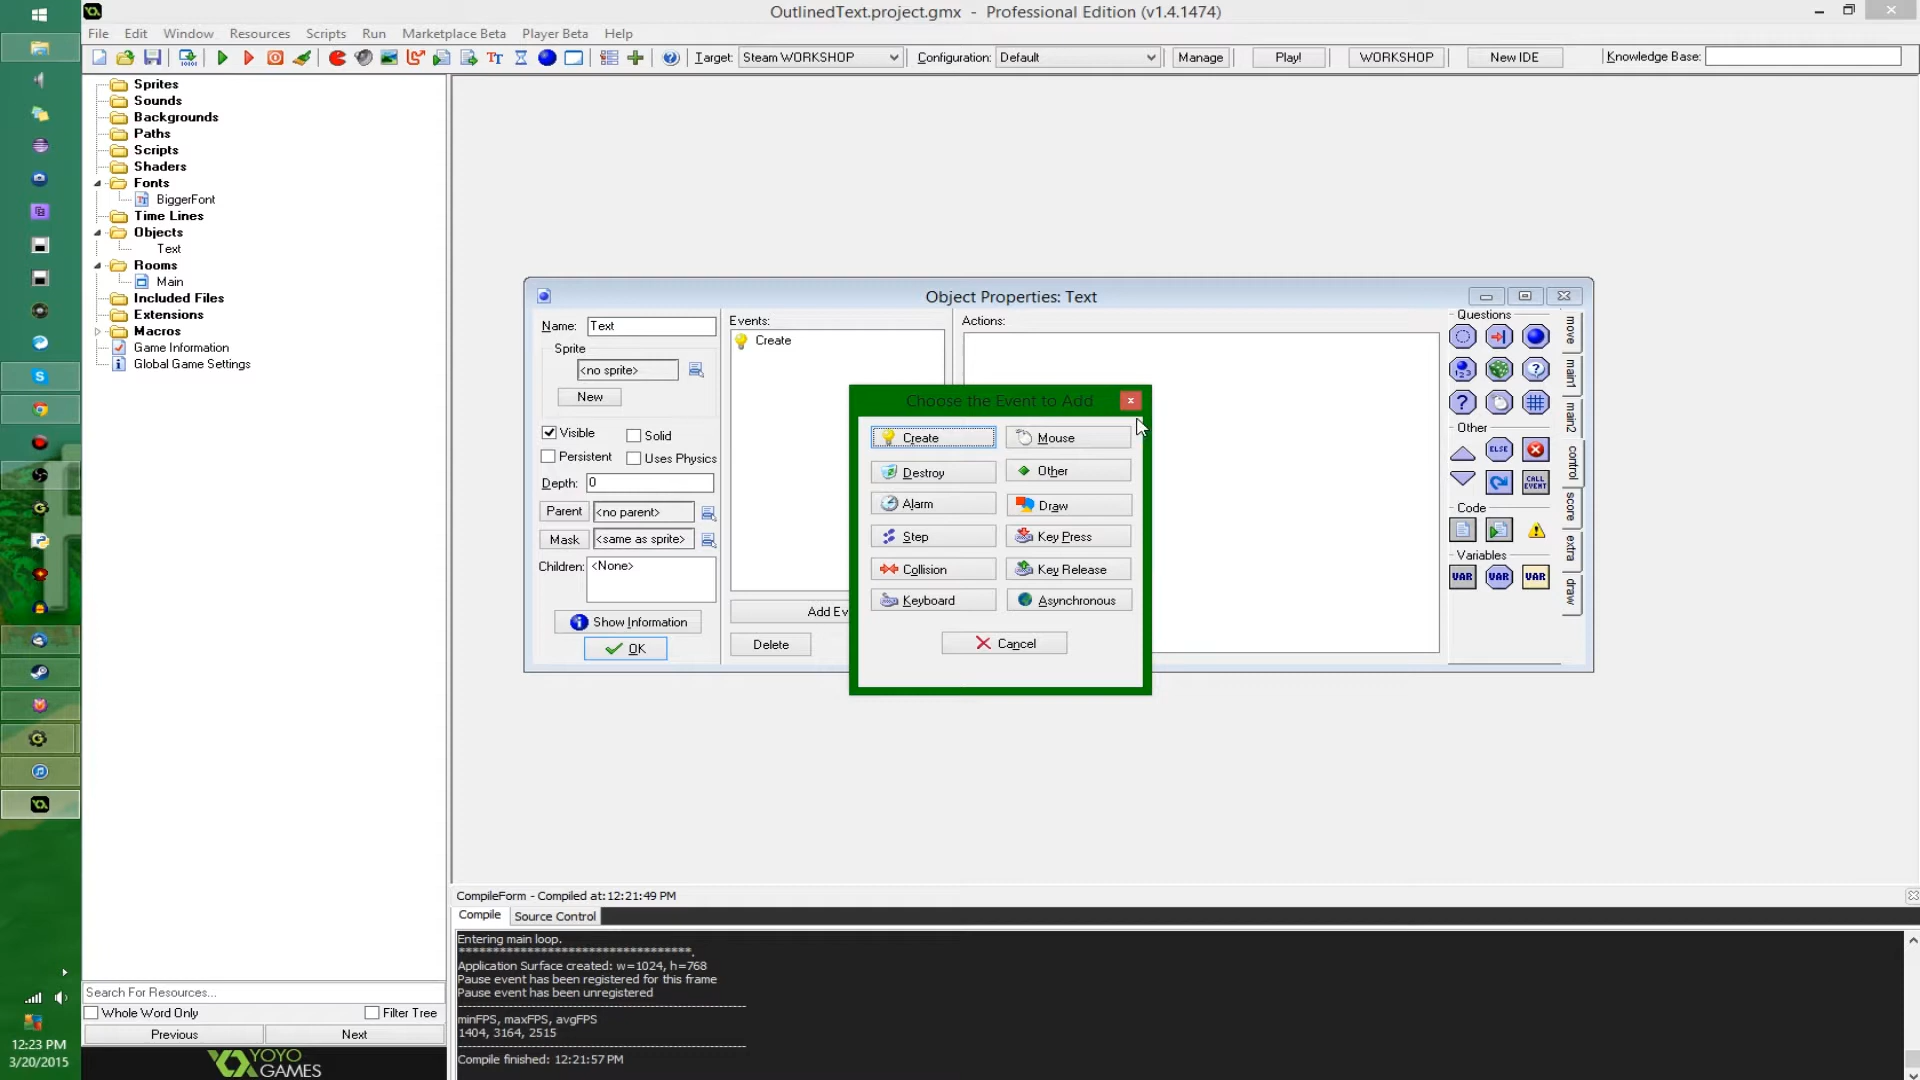 OutlinedText.project.gmx - Professional Edition (v1.4.1474)
File Edit Window Resources Scripts Run Marketplace Beta Player Beta Help
Target: Steam WORKSHOP Configuration: Default Manage Play! WORKSHOP New IDE Knowledge Base:
Sprites
Sounds
Backgrounds
Paths
Scripts
Shaders
Fonts
BiggerFont
Time Lines
Objects
Text
Rooms
Main
Included Files
Extensions
Macros
Game Information
Global Game Settings
Object Properties: Text
Name: Text
Sprite
<no sprite>
New
Visible Solid
Persistent Uses Physics
Depth: 0
Parent <no parent>
Mask <same as sprite>
Children: <None>
Show Information
OK
Events:
Create
Add Ev
Delete
Actions:
Choose the Event to Add
Create Mouse
Destroy Other
Alarm Draw
Step Key Press
Collision Key Release
Keyboard Asynchronous
Cancel
Questions
Other
ELSE
CALL EVENT
Code
Variables
VAR VAR VAR
move
main1
main2
control
score
extra
draw
CompileForm - Compiled at: 12:21:49 PM
Compile Source Control
Entering main loop.
**********************************.
Application Surface created: w=1024, h=768
Pause event has been registered for this frame
Pause event has been unregistered
minFPS, maxFPS, avgFPS
1404, 3164, 2515
Compile finished: 12:21:57 PM
Search For Resources...
Whole Word Only Filter Tree
Previous Next
YOYO
GAMES
12:23 PM
3/20/2015